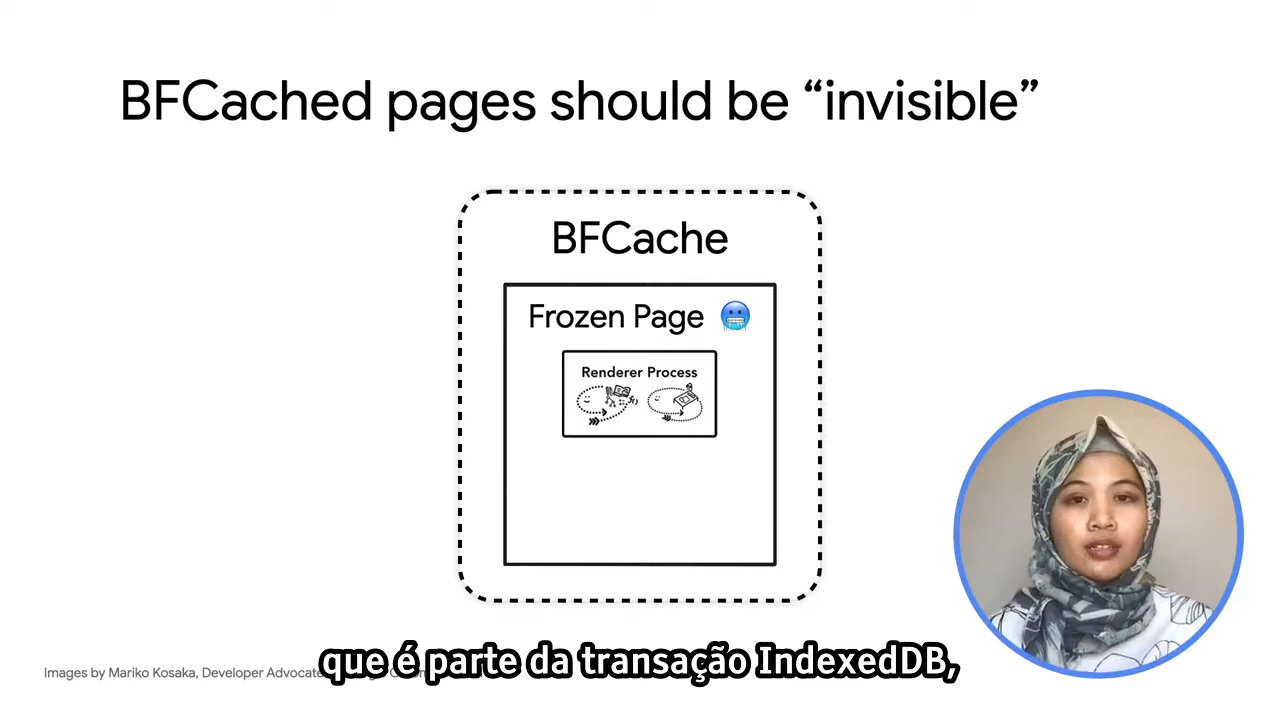 BFCached pages should be “invisible”
BFCache
Frozen Page
Renderer Process
Images by Mariko Kosaka, Developer Advocate
que é parte da transação IndexedDB,